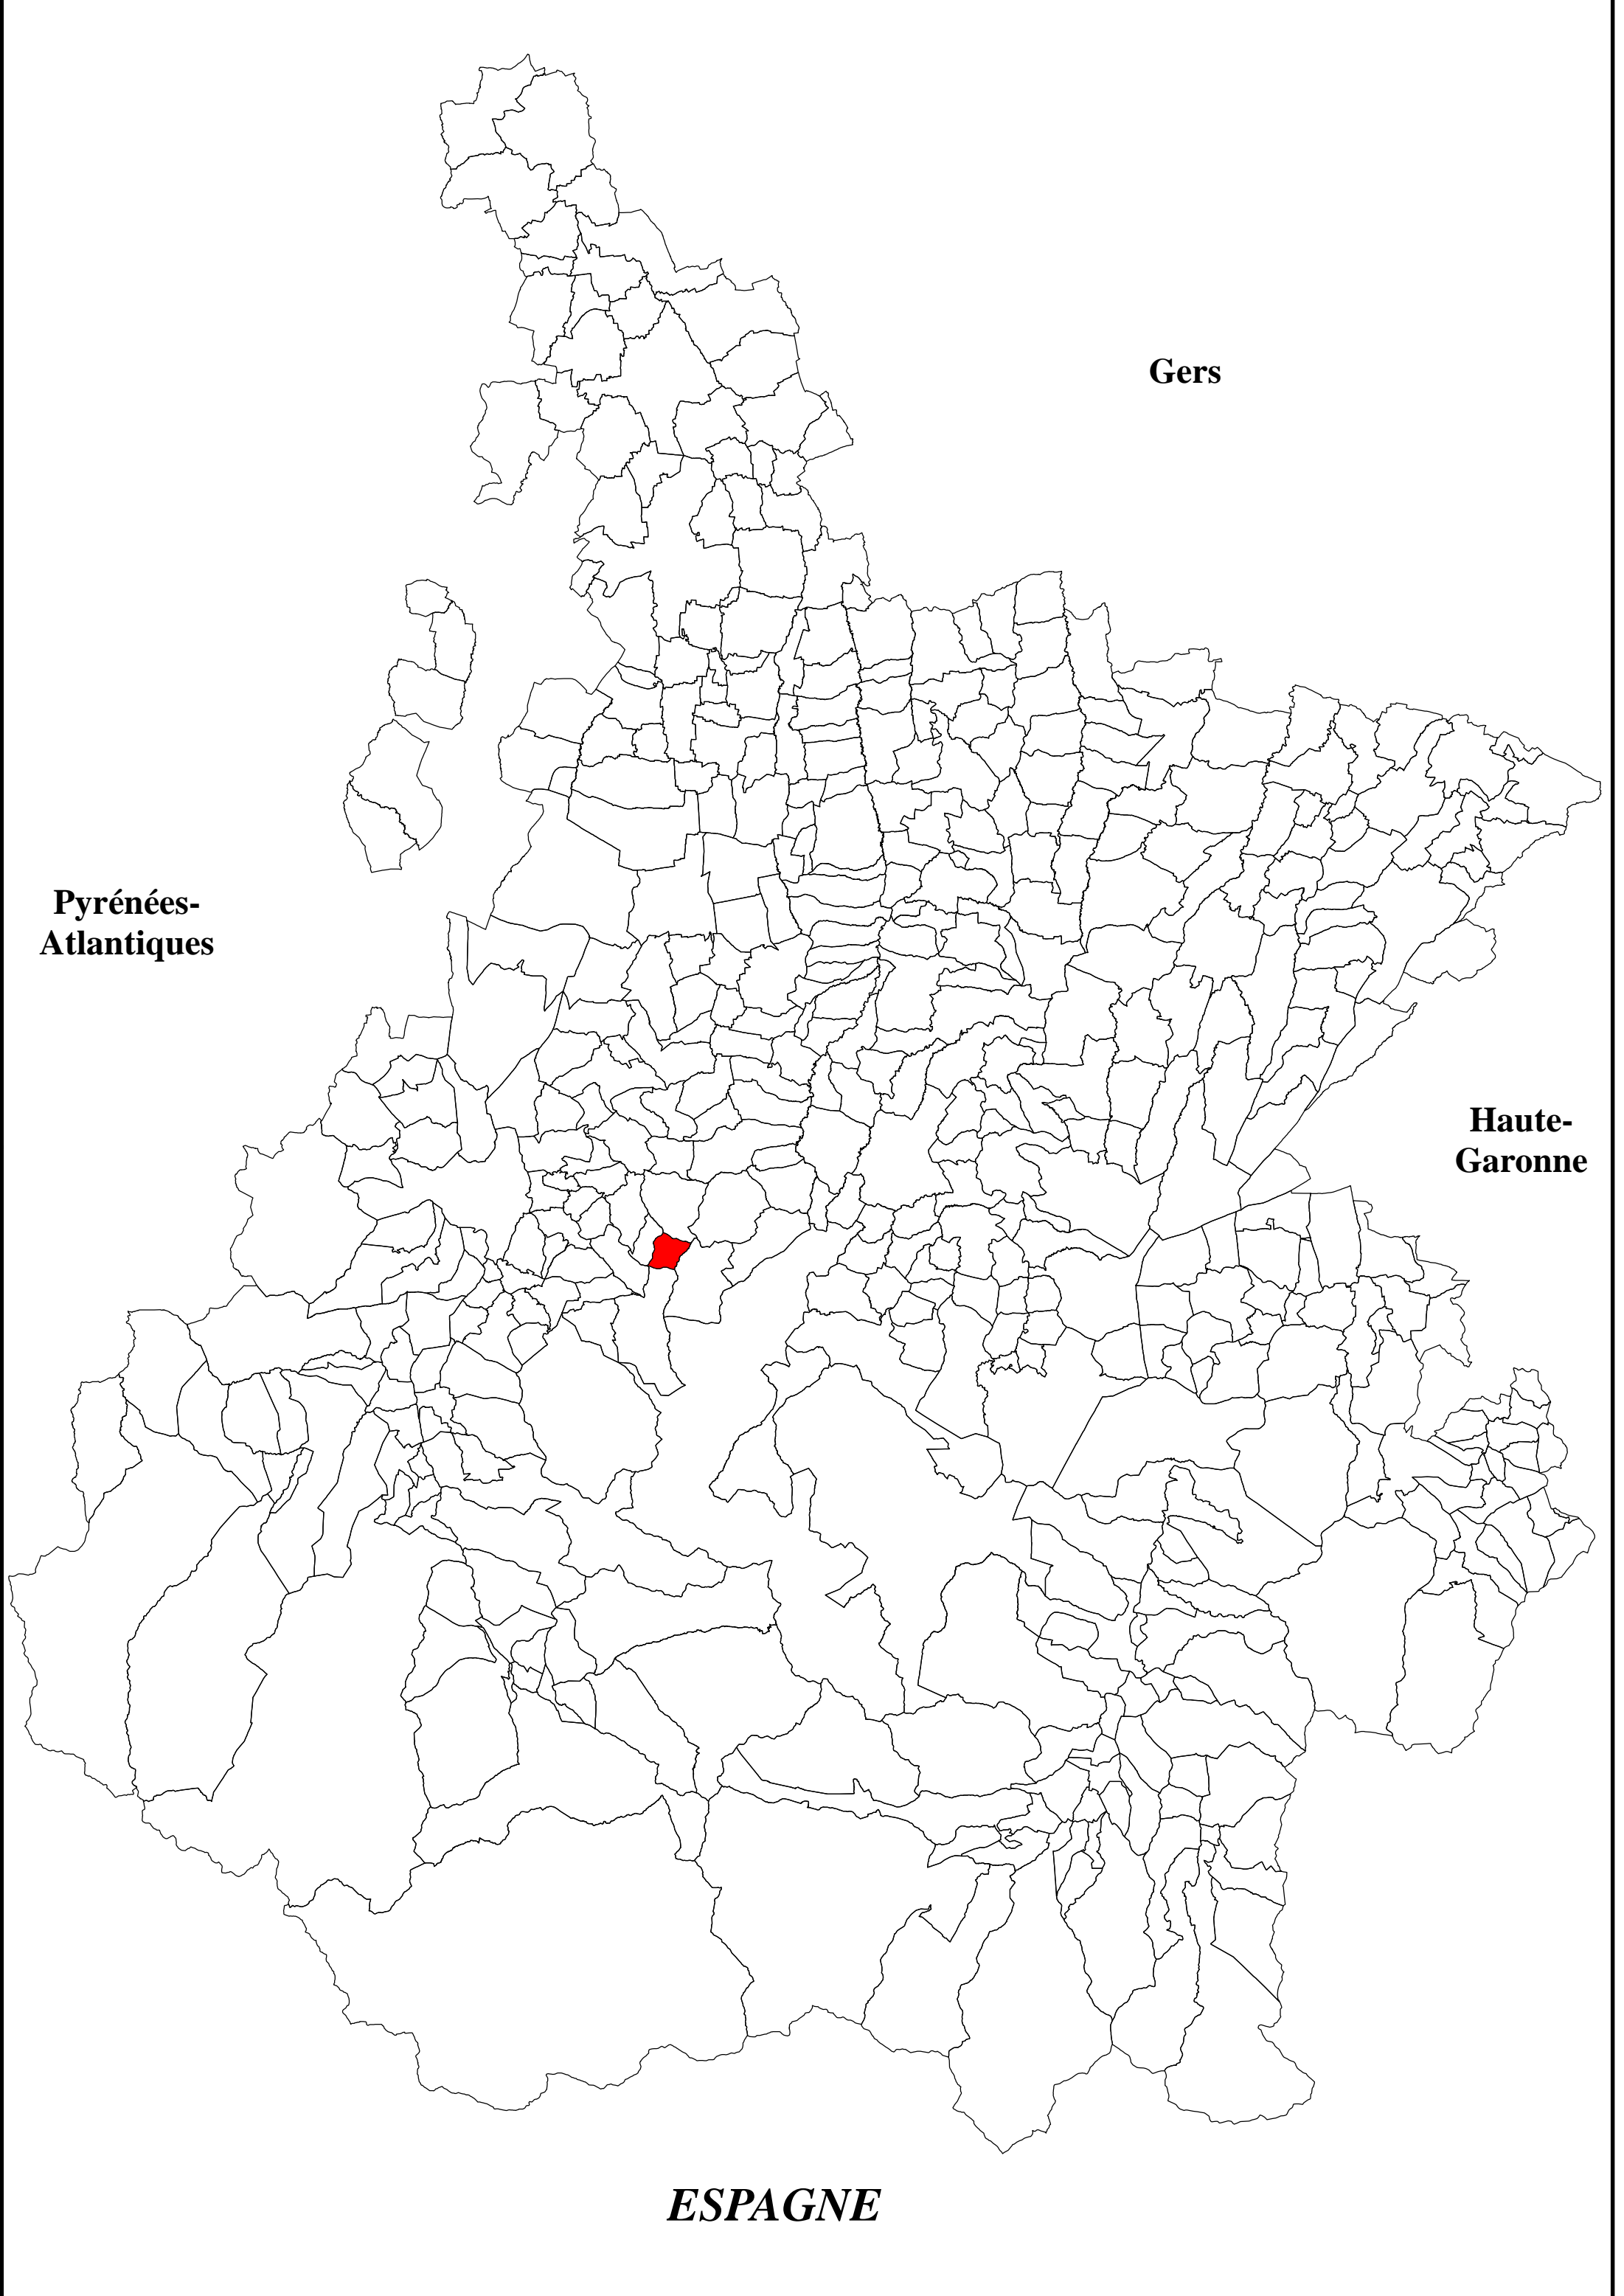 Gers
Pyrénées-
Atlantiques
Haute-
Garonne
ESPAGNE